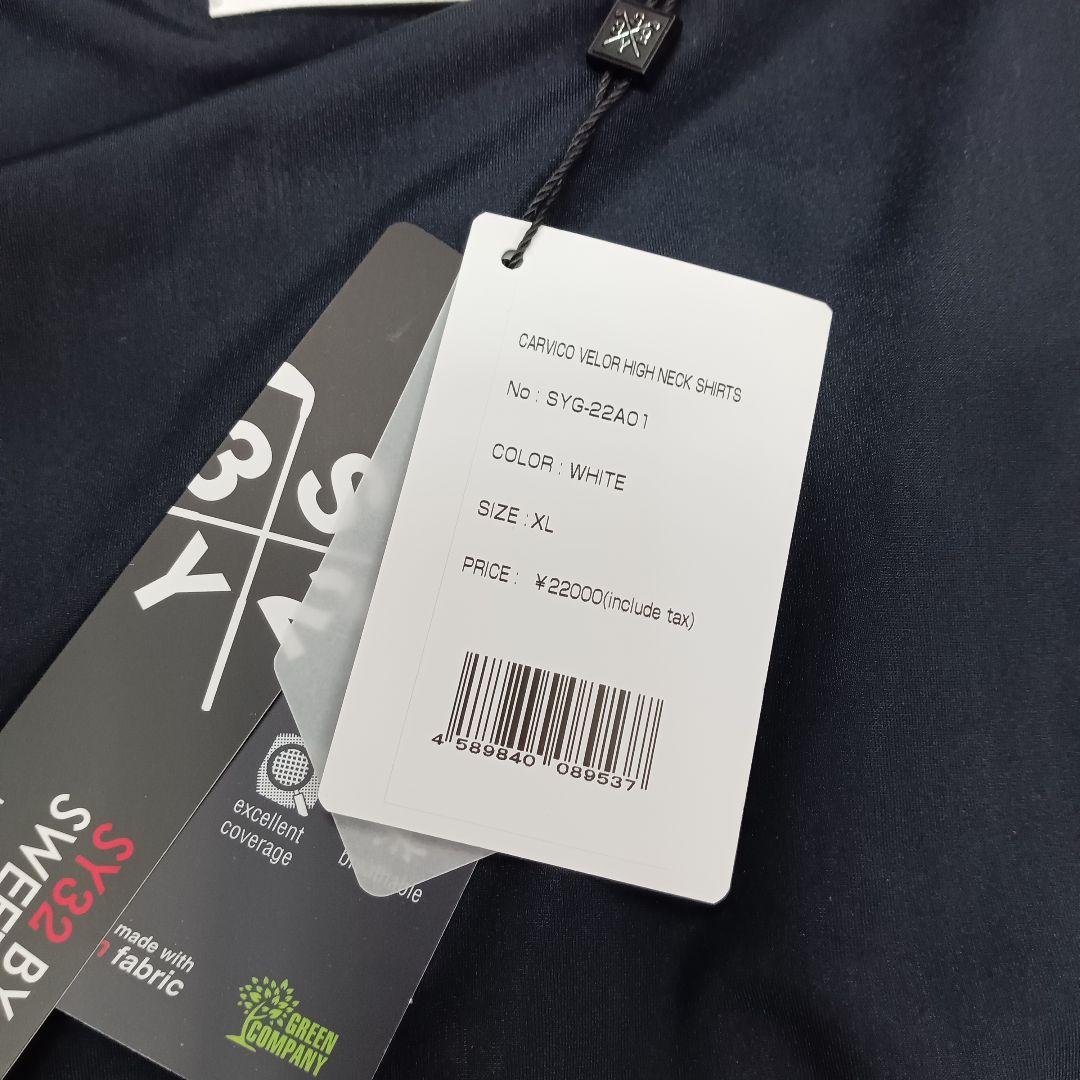 CARVICO VELOR HIGH NECK SHIRTS
No : SYG-22A01
COLOR : WHITE
SIZE : XL
PRICE : ¥22000(include tax)
4 589840 089537
3 S
Y
excellent
coverage
made with
fabric
GREEN
COMPANY
SY32 BY